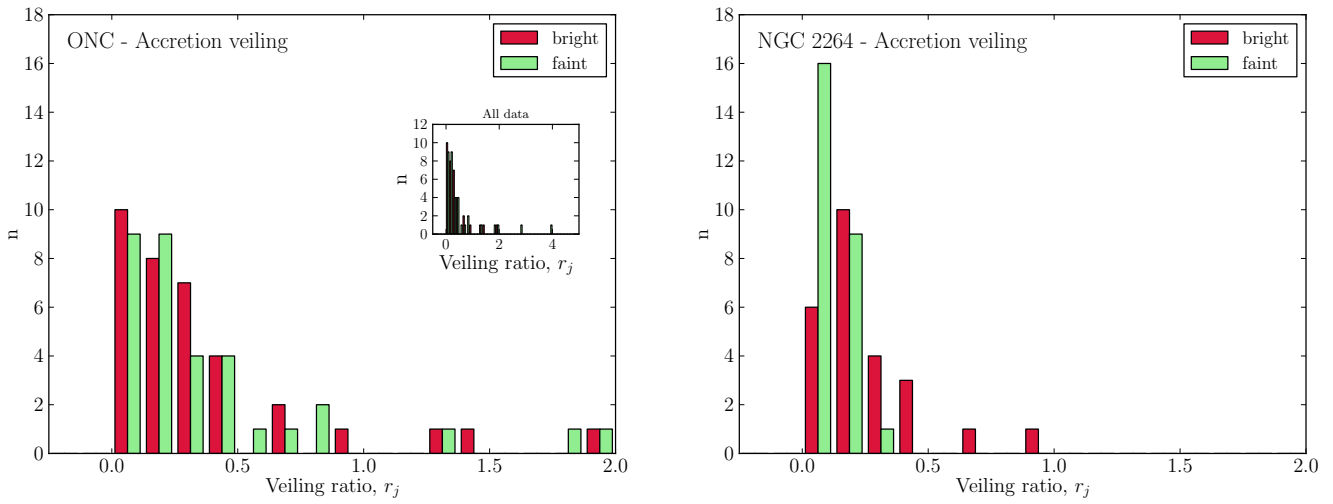 ONC - Accretion veiling
bright
faint
18
16
14
12
10
8
6
4
2
0
n
0.0 0.5 1.0 1.5 2.0
Veiling ratio, r_j
All data
12
10
8
6
4
2
0
n
0 2 4
Veiling ratio, r_j
NGC 2264 - Accretion veiling
bright
faint
18
16
14
12
10
8
6
4
2
0
n
0.0 0.5 1.0 1.5 2.0
Veiling ratio, r_j